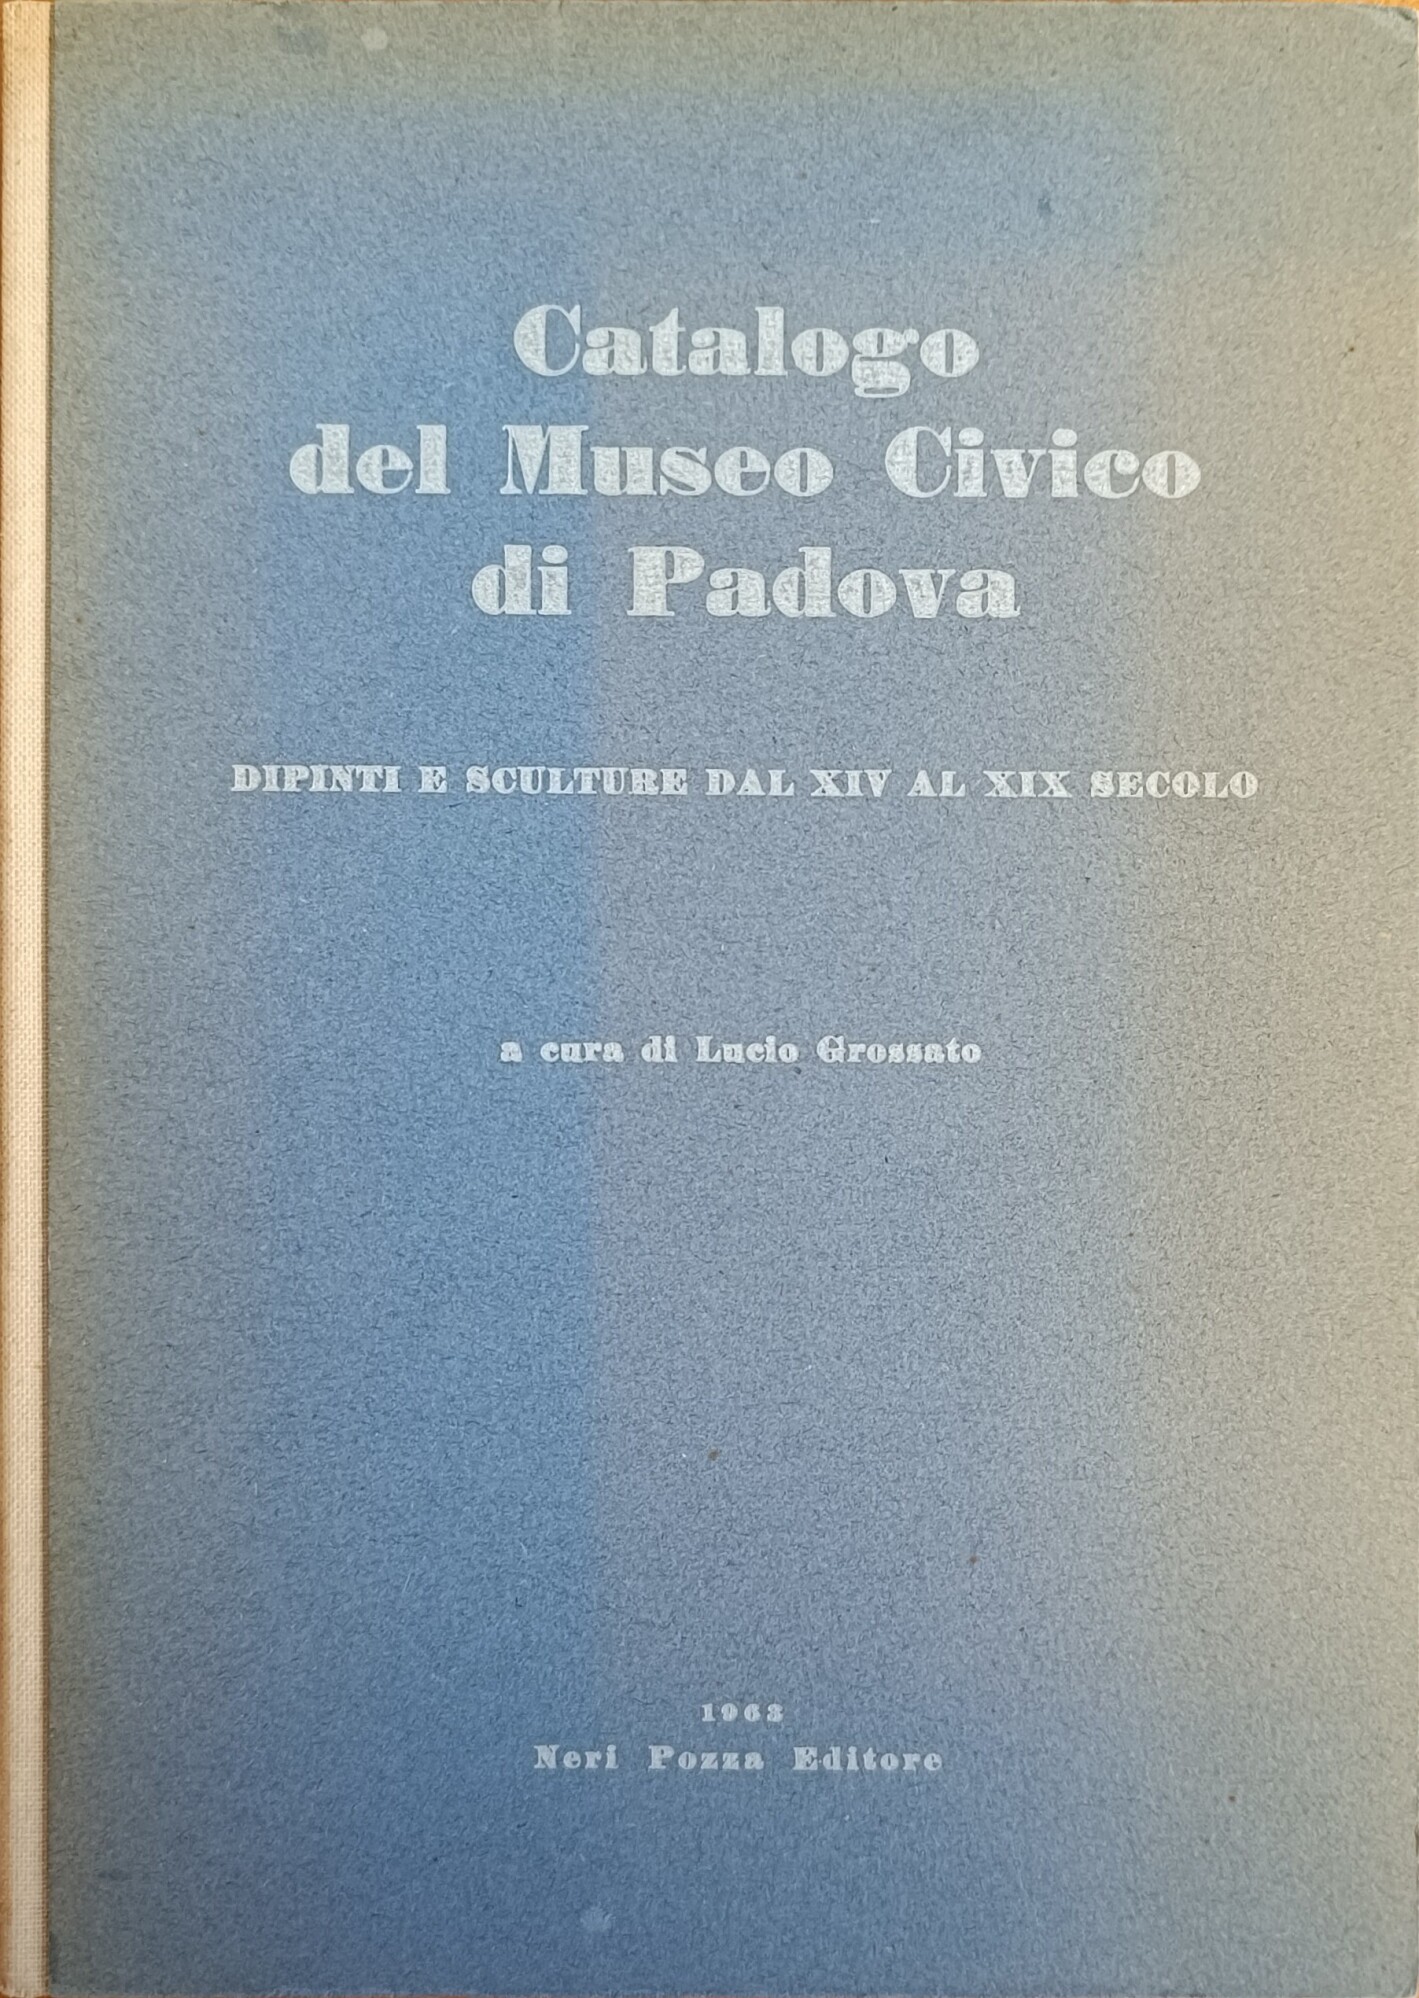 Catalogo
del Museo Civico
di Padova
DIPINTI E SCULTURE DAL XIV AL XIX SECOLO
a cura di Lucio Grossato
1963
Neri Pozza Editore